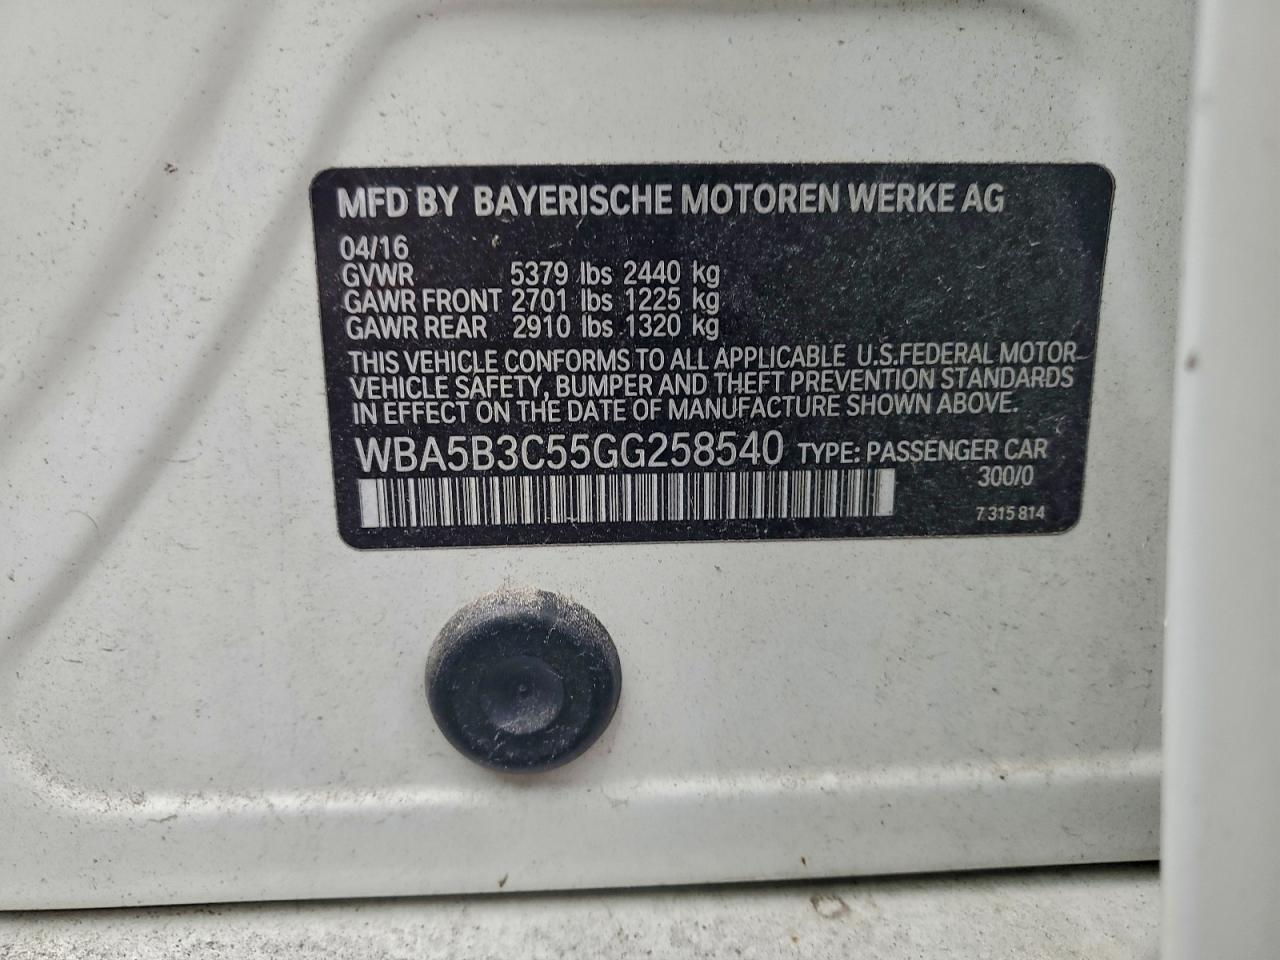 MFD BY BAYERISCHE MOTOREN WERKE AG
04/16
GVWR 5379 lbs 2440 kg
GAWR FRONT 2701 lbs 1225 kg
GAWR REAR 2910 lbs 1320 kg
THIS VEHICLE CONFORMS TO ALL APPLICABLE U.S.FEDERAL MOTOR
VEHICLE SAFETY, BUMPER AND THEFT PREVENTION STANDARDS
IN EFFECT ON THE DATE OF MANUFACTURE SHOWN ABOVE.
WBA5B3C55GG258540 TYPE: PASSENGER CAR
300/0
7 315 814